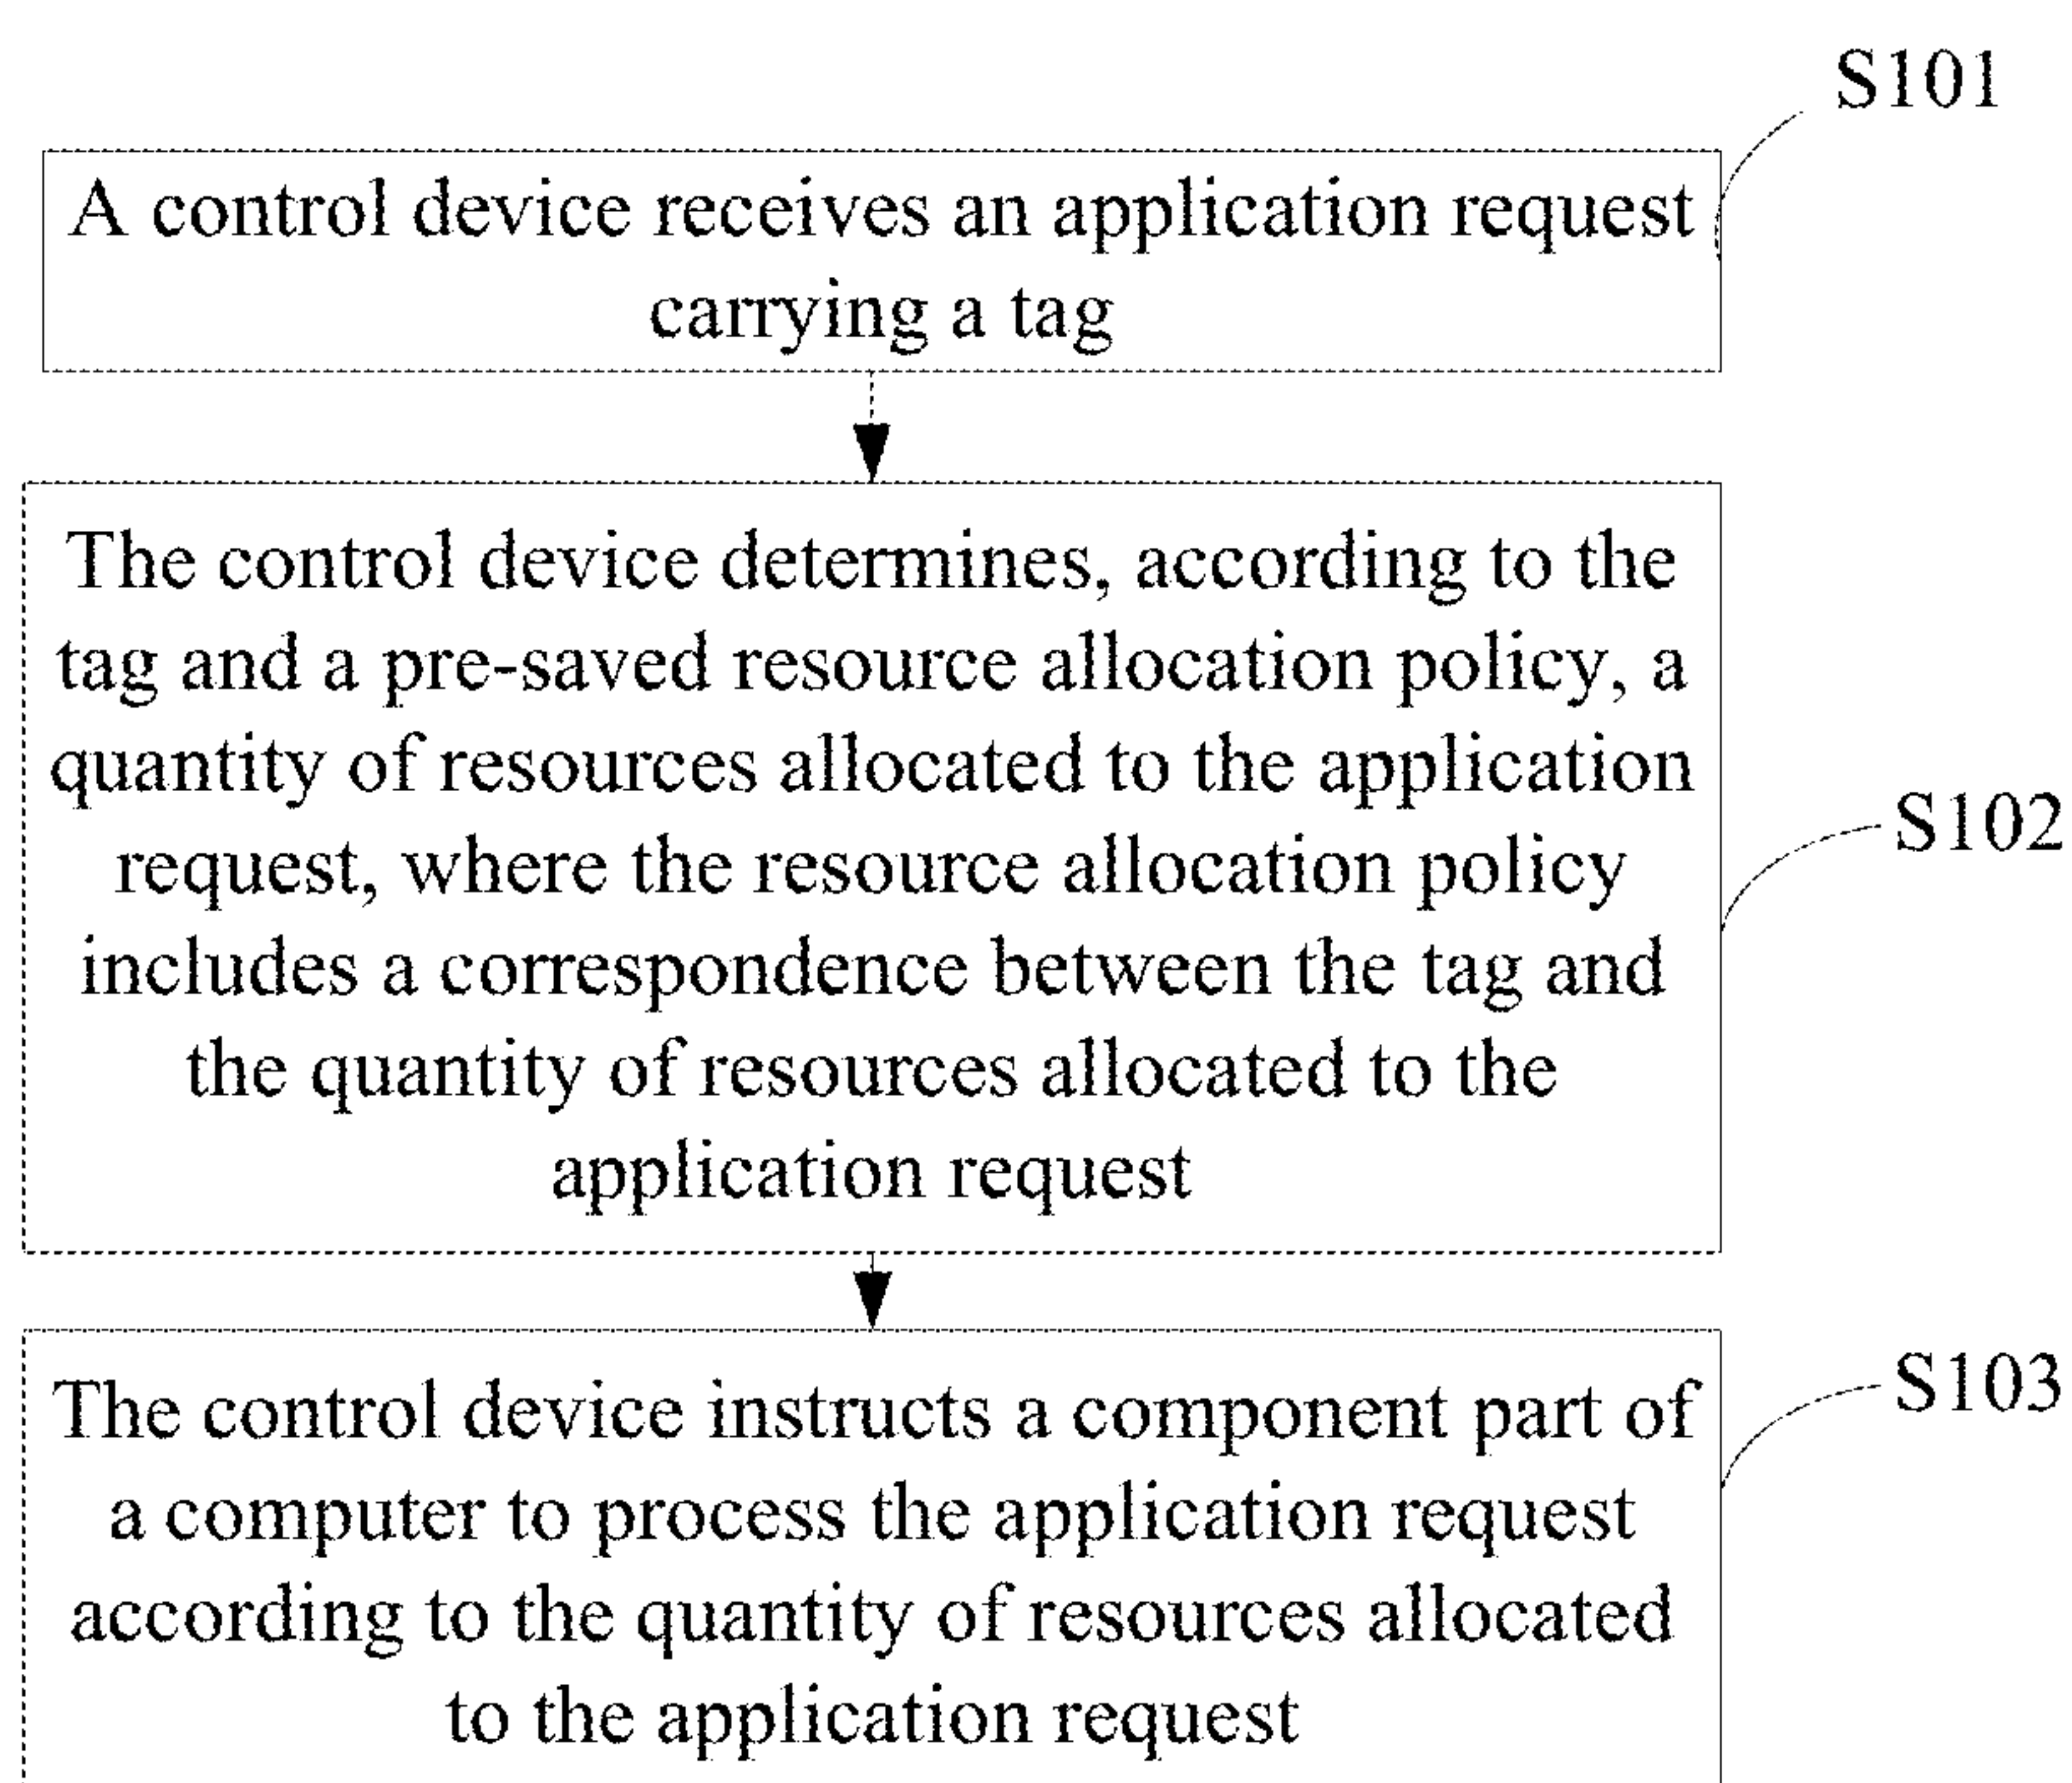 S101
A control device receives an application request
carrying a tag
The control device determines, according to the
tag and a pre-saved resource allocation policy, a
quantity of resources allocated to the application
request, where the resource allocation policy
includes a correspondence between the tag and
the quantity of resources allocated to the
application request
S102
The control device instructs a component part of
a computer to process the application request
according to the quantity of resources allocated
to the application request
S103